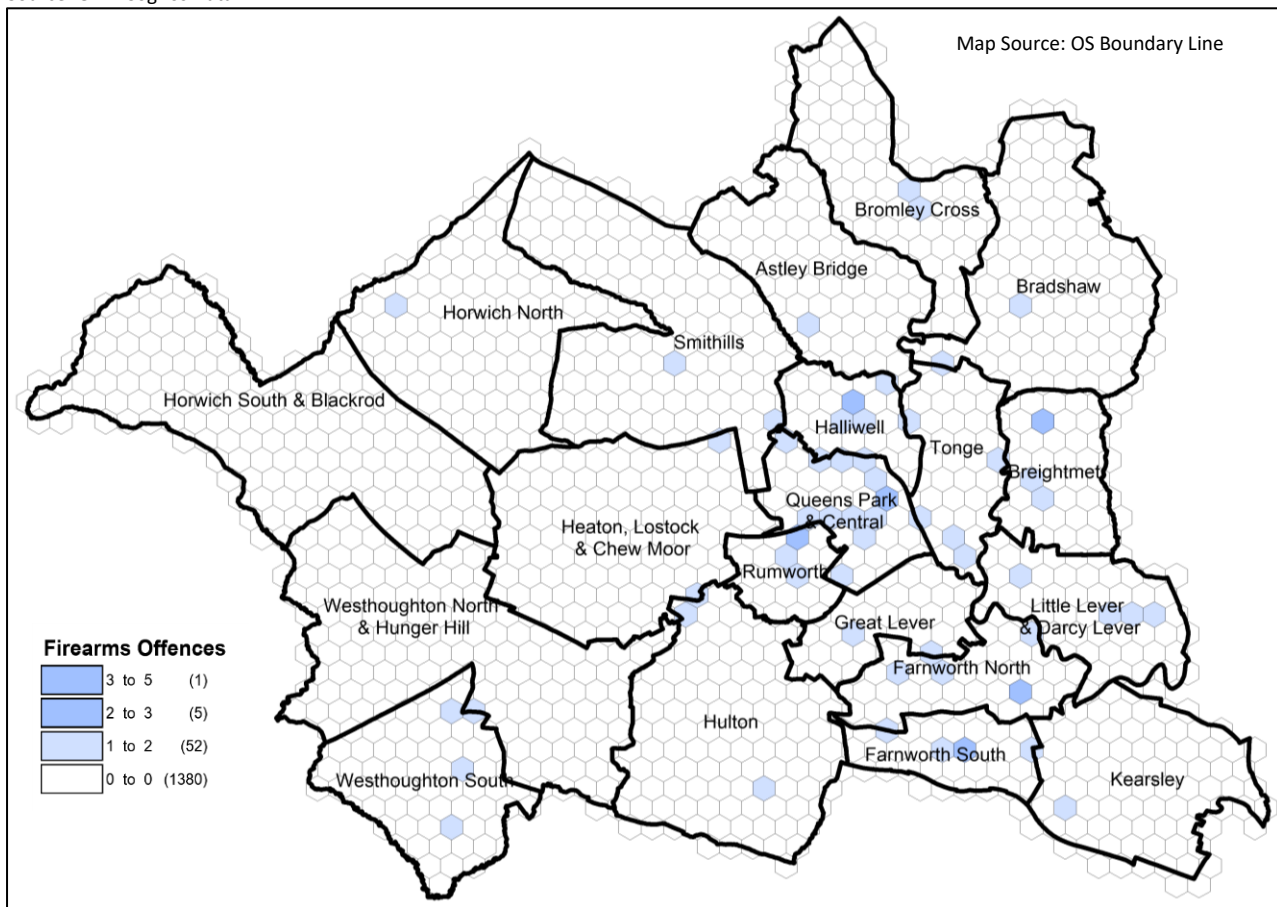 Map Source: OS Boundary Line
Bromley Cross
Astley Bridge
Bradshaw
Horwich North
Smithills
Horwich South & Blackrod
Halliwell
Tonge
Breightmet
Queens Park
& Central
Heaton, Lostock
& Chew Moor
Rumworth
Westhoughton North
& Hunger Hill
Great Lever
Little Lever
& Darcy Lever
Farnworth North
Hulton
Farnworth South
Kearsley
Westhoughton South
Firearms Offences
3 to 5 (1)
2 to 3 (5)
1 to 2 (52)
0 to 0 (1380)